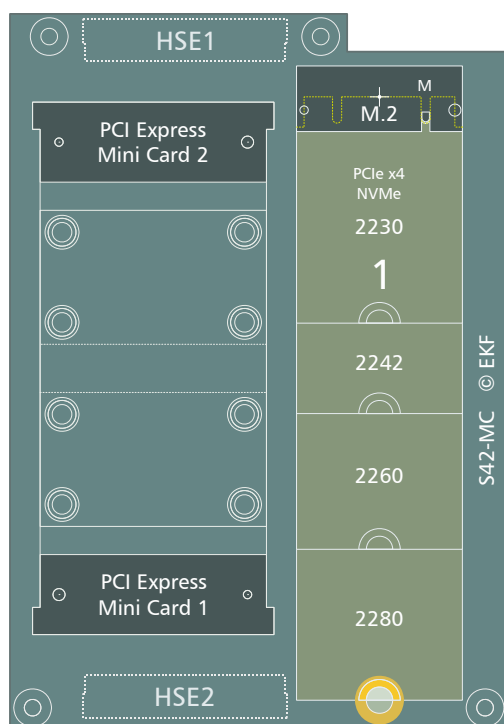 HSE1
PCI Express
Mini Card 2
M
M.2
PCIe x4
NVMe
2230
1
2242
2260
2280
PCI Express
Mini Card 1
HSE2
S42-MC © EKF